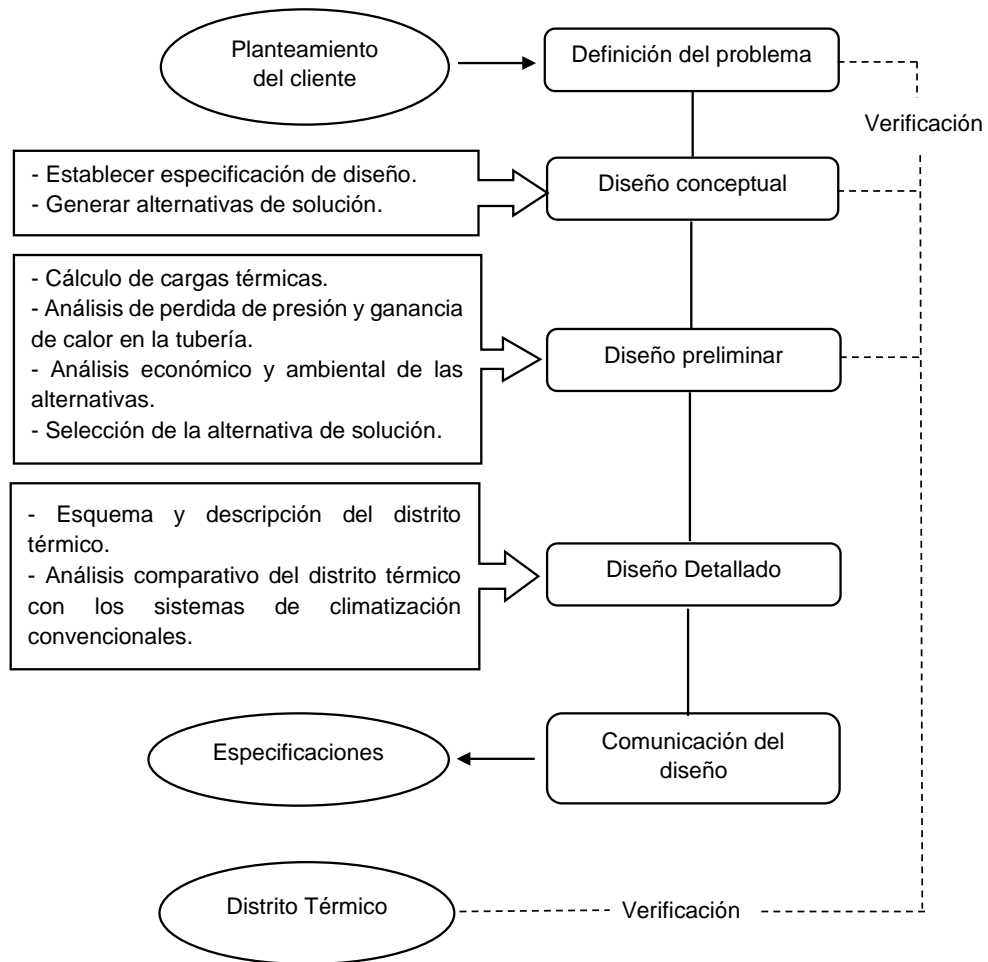 Planteamiento
del cliente
Definición del problema
Verificación
- Establecer especificación de diseño.
- Generar alternativas de solución.
Diseño conceptual
- Cálculo de cargas térmicas.
- Análisis de perdida de presión y ganancia
de calor en la tubería.
- Análisis económico y ambiental de las
alternativas.
- Selección de la alternativa de solución.
Diseño preliminar
- Esquema y descripción del distrito
térmico.
- Análisis comparativo del distrito térmico
con los sistemas de climatización
convencionales.
Diseño Detallado
Especificaciones
Comunicación del
diseño
Distrito Térmico
Verificación